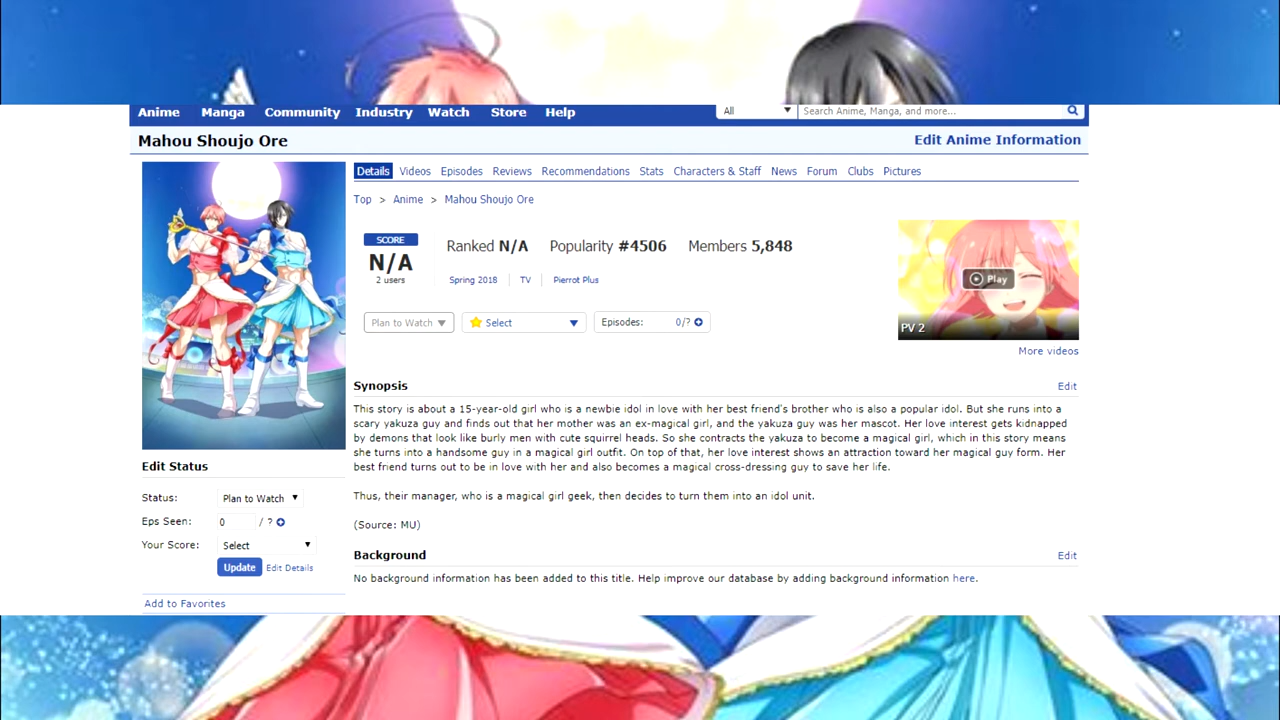 Anime Manga Community Industry Watch Store Help All Search Anime, Manga, and more...
Mahou Shoujo Ore Edit Anime Information
Details Videos Episodes Reviews Recommendations Stats Characters & Staff News Forum Clubs Pictures
Top > Anime > Mahou Shoujo Ore
SCORE
N/A
2 users
Ranked N/A Popularity #4506 Members 5,848
Spring 2018 TV Pierrot Plus
Plan to Watch Select Episodes: 0/?
Play
PV 2
More videos
Synopsis Edit
This story is about a 15-year-old girl who is a newbie idol in love with her best friend's brother who is also a popular idol. But she runs into a
scary yakuza guy and finds out that her mother was an ex-magical girl, and the yakuza guy was her mascot. Her love interest gets kidnapped
by demons that look like burly men with cute squirrel heads. So she contracts the yakuza to become a magical girl, which in this story means
she turns into a handsome guy in a magical girl outfit. On top of that, her love interest shows an attraction toward her magical guy form. Her
best friend turns out to be in love with her and also becomes a magical cross-dressing guy to save her life.
Thus, their manager, who is a magical girl geek, then decides to turn them into an idol unit.
(Source: MU)
Background Edit
No background information has been added to this title. Help improve our database by adding background information here.
Edit Status
Status: Plan to Watch
Eps Seen: 0 / ?
Your Score: Select
Update Edit Details
Add to Favorites